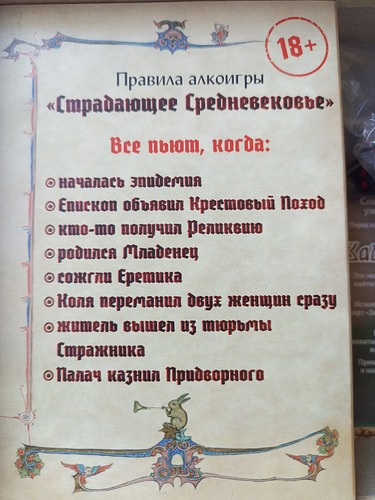 18+
Правила алкоигры
«Страдающее Средневековье»
Все пьют, когда:
началась эпидемия
Епископ объявил Крестовый Поход
кто-то получил Реликвию
родился Младенец
сожгли Еретика
Коля переманил двух женщин сразу
житель вышел из тюрьмы
Стражника
Палач казнил Придворного